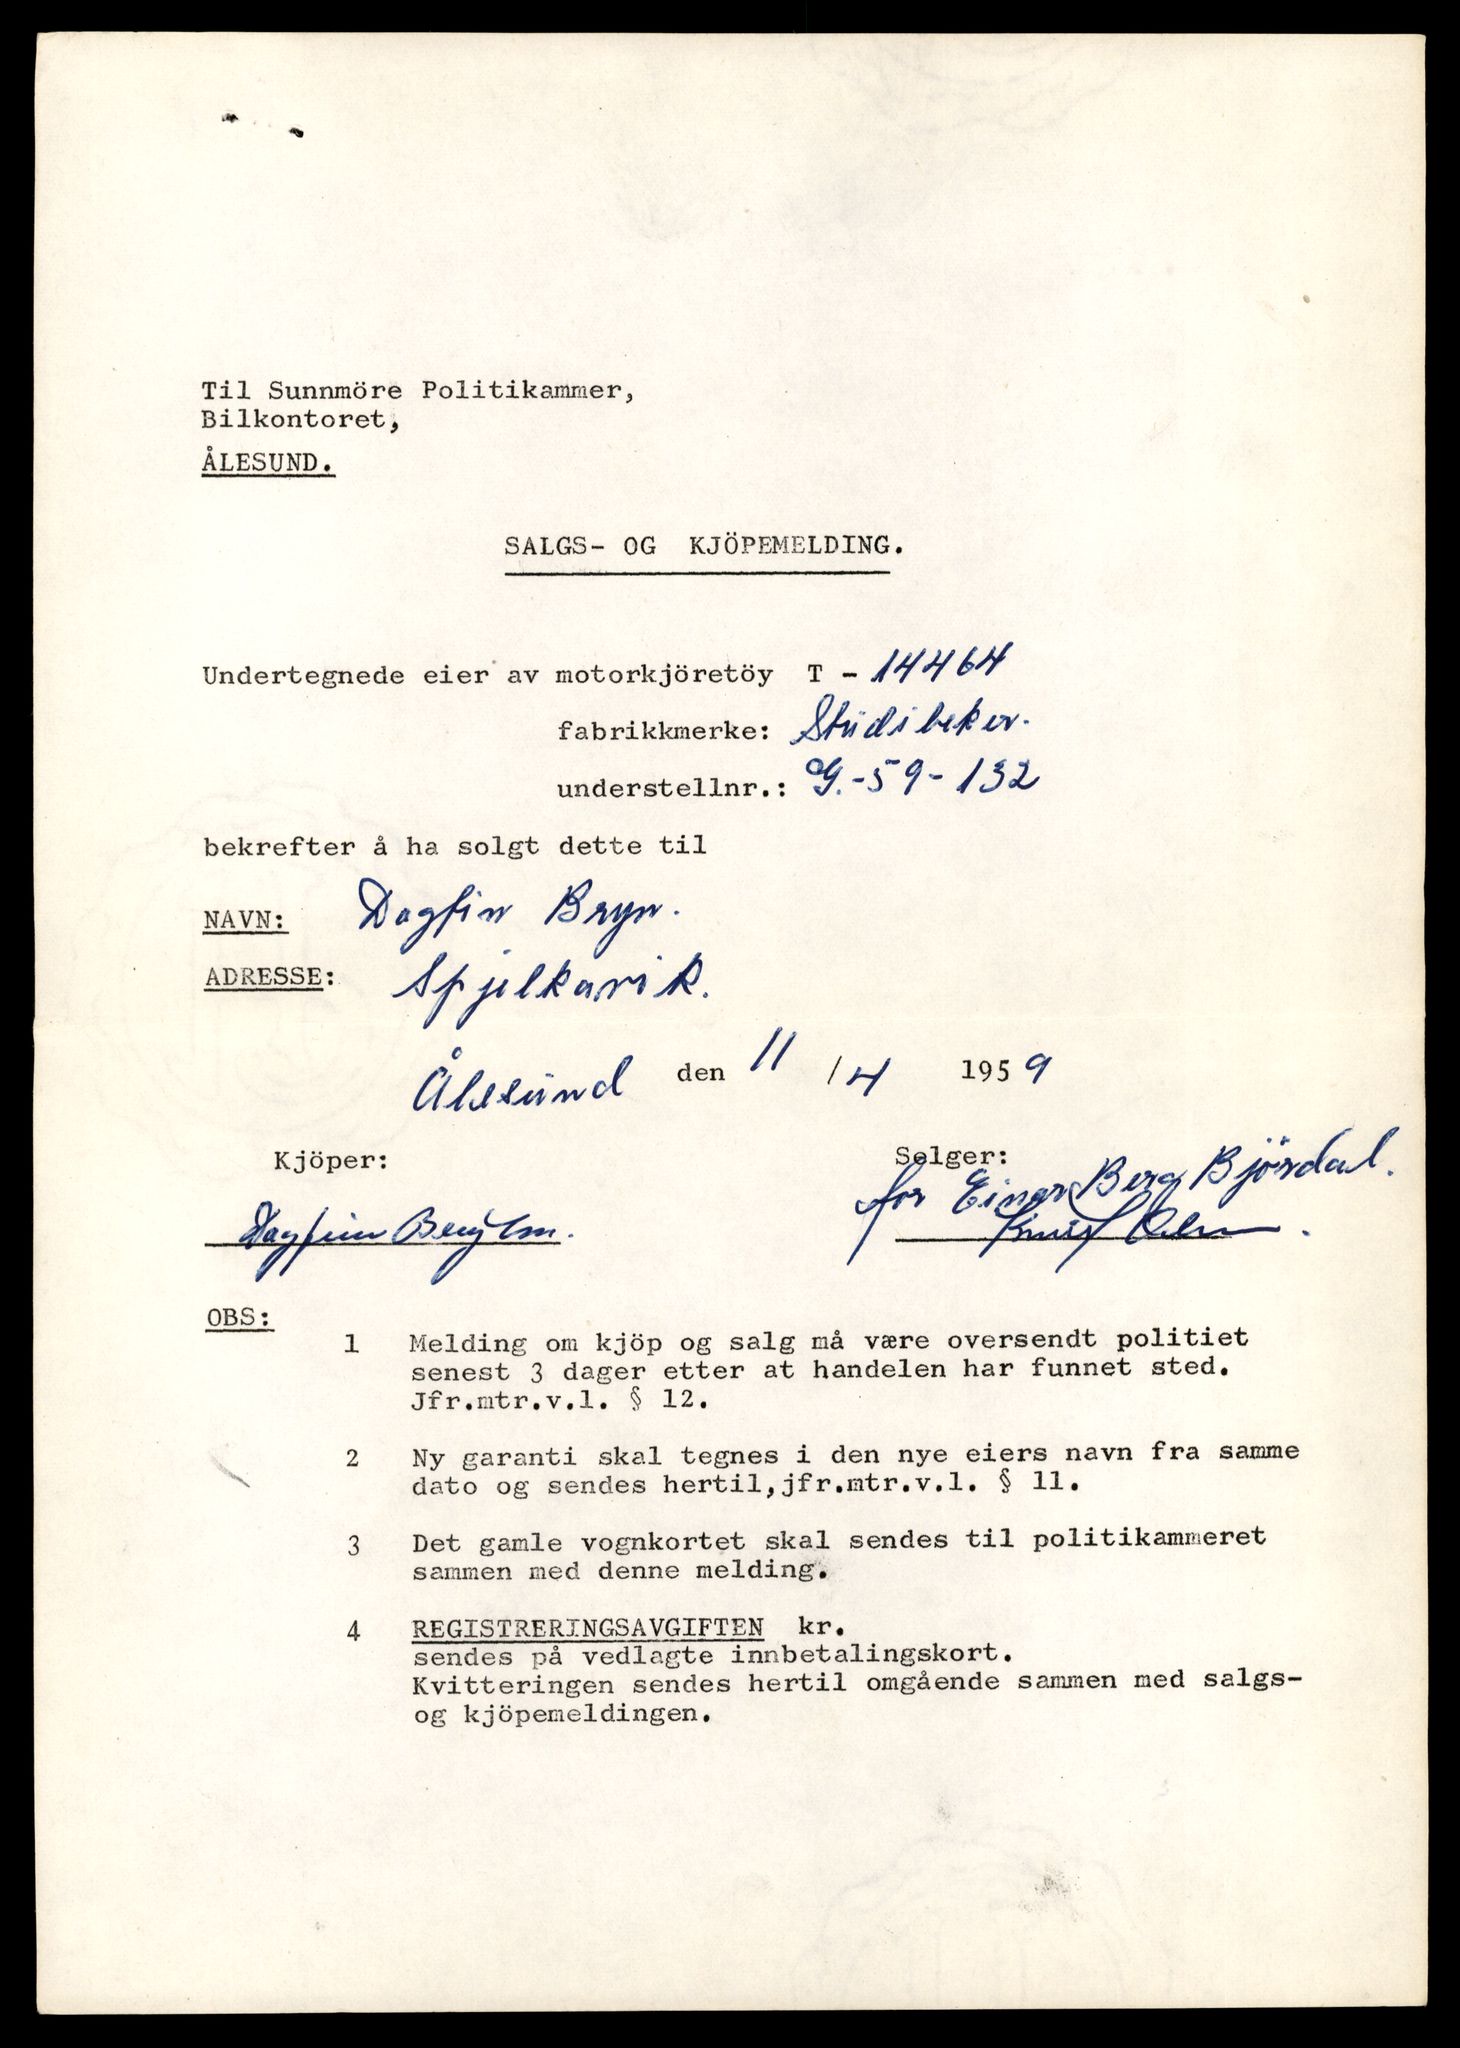 Til Sunnmöre Politikammer,
Bilkontoret,
ÅLESUND.
SALGS- OG KJÖPEMELDING.
Undertegnede eier av motorkjöretöy T - 14464
fabrikkmerke: Studibeker.
understellnr.: G.-59-132
bekrefter å ha solgt dette til
NAVN: Dagfin Bryn.
ADRESSE: Spjelkavik.
Ålesund den 11 / 4 1959
Kjöper: Selger:
for Einar Berg Björdal.
Dagfinn
OBS:
1 Melding om kjöp og salg må være oversendt politiet
senest 3 dager etter at handelen har funnet sted.
Jfr.mtr.v.l. § 12.
2 Ny garanti skal tegnes i den nye eiers navn fra samme
dato og sendes hertil,jfr.mtr.v.l. § 11.
3 Det gamle vognkortet skal sendes til politikammeret
sammen med denne melding.
4 REGISTRERINGSAVGIFTEN kr.
sendes på vedlagte innbetalingskort.
Kvitteringen sendes hertil omgående sammen med salgs-
og kjöpemeldingen.